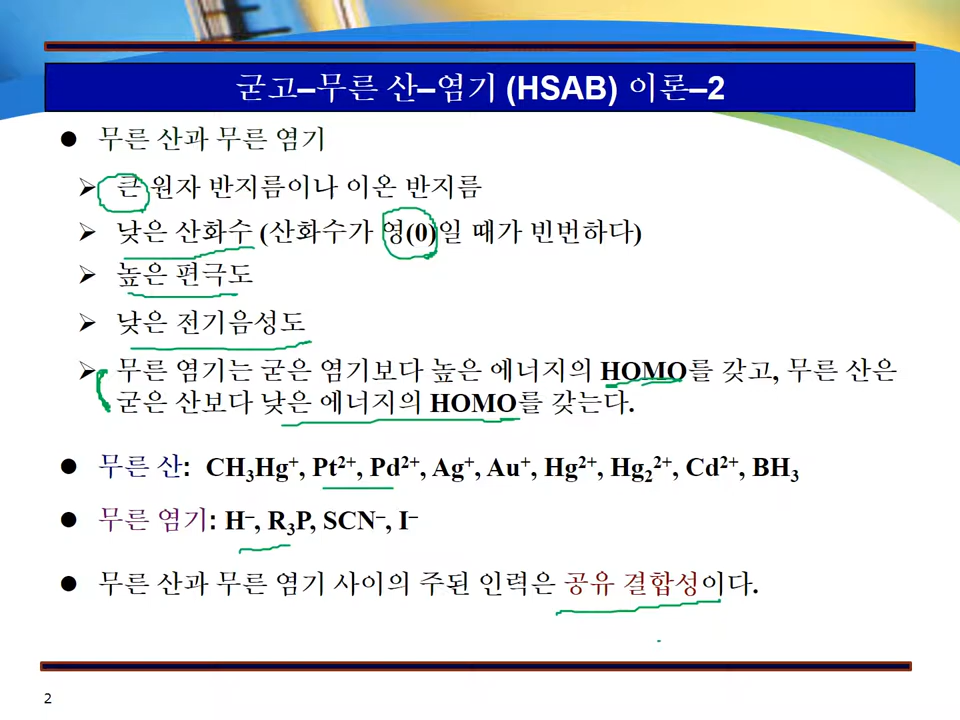 굳고–무른 산–염기 (HSAB) 이론–2
● 무른 산과 무른 염기
➢ 큰 원자 반지름이나 이온 반지름
➢ 낮은 산화수 (산화수가 영(0)일 때가 빈번하다)
➢ 높은 편극도
➢ 낮은 전기음성도
➢ 무른 염기는 굳은 염기보다 높은 에너지의 HOMO를 갖고, 무른 산은
굳은 산보다 낮은 에너지의 HOMO를 갖는다.
● 무른 산: CH₃Hg⁺, Pt²⁺, Pd²⁺, Ag⁺, Au⁺, Hg²⁺, Hg₂²⁺, Cd²⁺, BH₃
● 무른 염기: H⁻, R₃P, SCN⁻, I⁻
● 무른 산과 무른 염기 사이의 주된 인력은 공유 결합성이다.
2